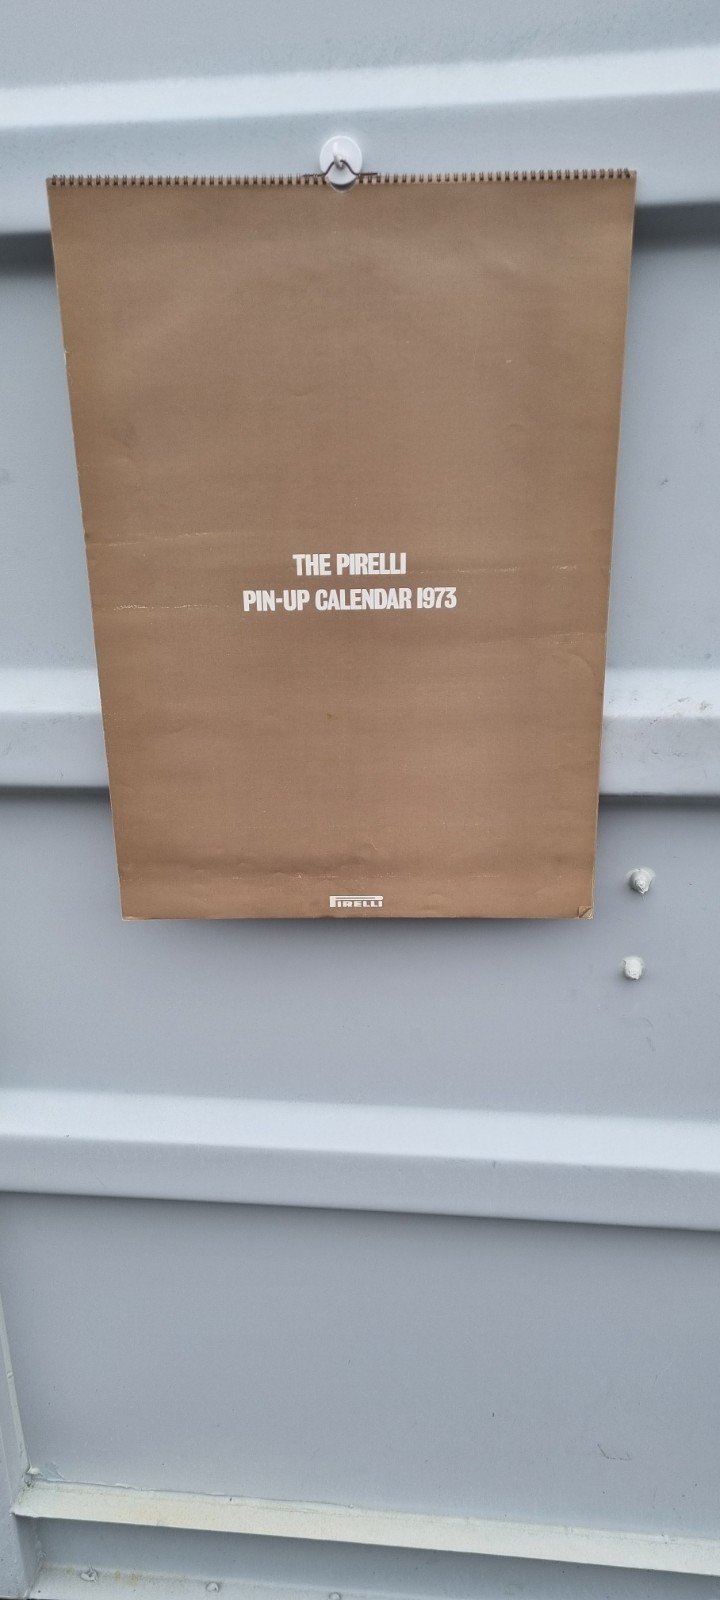 THE PIRELLI
PIN-UP CALENDAR 1973
PIRELLI